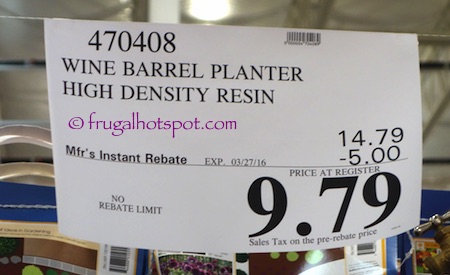 470408
WINE BARREL PLANTER
HIGH DENSITY RESIN
© frugalhotspot.com
14.79
Mfr's Instant Rebate EXP. 03/27/16 -5.00
PRICE AT REGISTER
NO
REBATE LIMIT
9.79
Sales Tax on the pre-rebate price